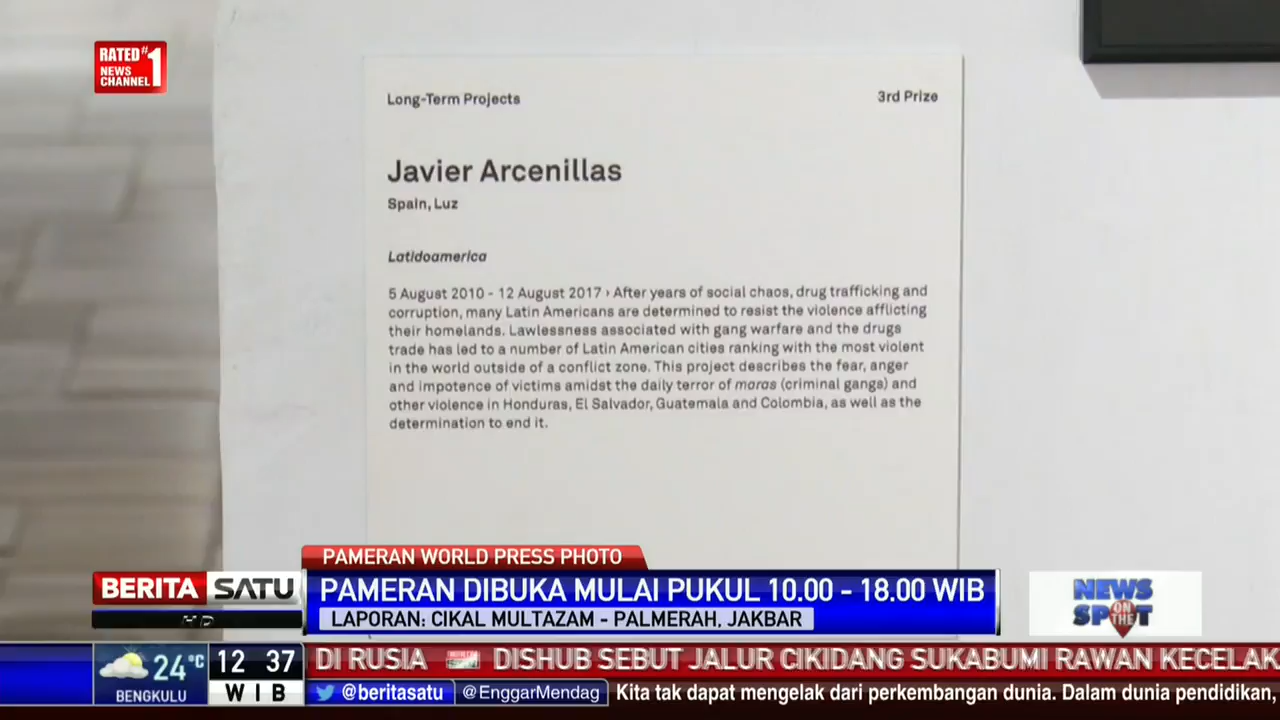 RATED #1
NEWS
CHANNEL
Long-Term Projects
3rd Prize
Javier Arcenillas
Spain, Luz
Latidoamerica
5 August 2010 - 12 August 2017 › After years of social chaos, drug trafficking and
corruption, many Latin Americans are determined to resist the violence afflicting
their homelands. Lawlessness associated with gang warfare and the drugs
trade has led to a number of Latin American cities ranking with the most violent
in the world outside of a conflict zone. This project describes the fear, anger
and impotence of victims amidst the daily terror of maras (criminal gangs) and
other violence in Honduras, El Salvador, Guatemala and Colombia, as well as the
determination to end it.
PAMERAN WORLD PRESS PHOTO
BERITA SATU
HD
PAMERAN DIBUKA MULAI PUKUL 10.00 - 18.00 WIB
LAPORAN: CIKAL MULTAZAM - PALMERAH, JAKBAR
NEWS
ON THE
SPOT
24°C
BENGKULU
12 37
WIB
DI RUSIA
DISHUB SEBUT JALUR CIKIDANG SUKABUMI RAWAN KECELAK
@beritasatu
@EnggarMendag
Kita tak dapat mengelak dari perkembangan dunia. Dalam dunia pendidikan,